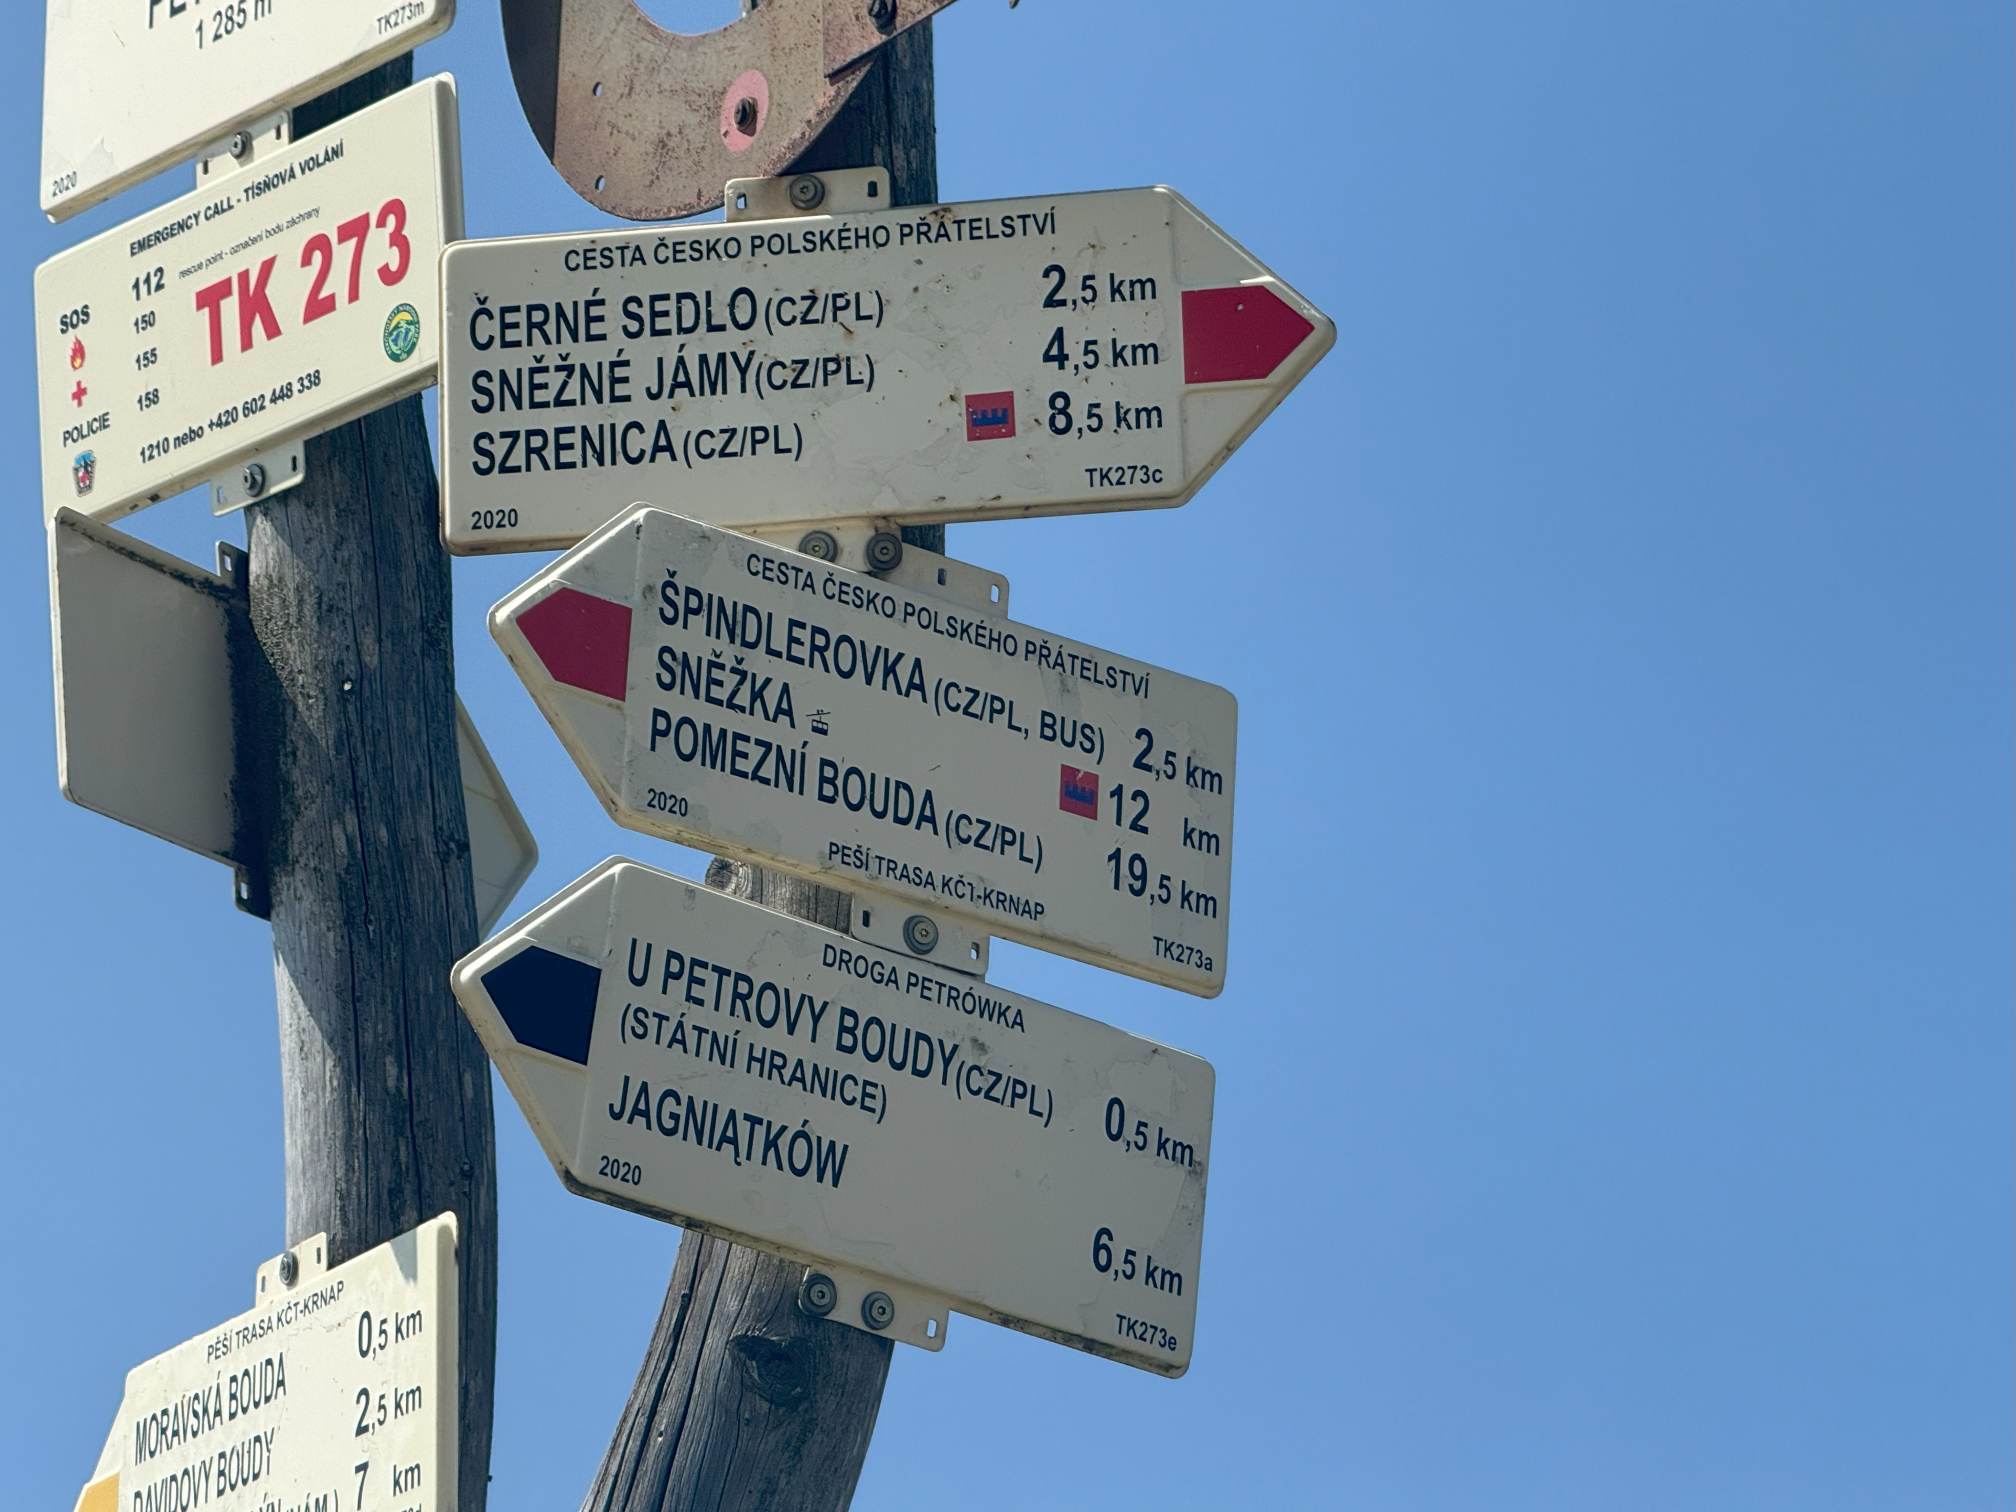 1 285 m
TK273m
2020
EMERGENCY CALL - TÍSŇOVÁ VOLÁNÍ
rescue point - označení bodu záchrany
SOS 112
150
155
POLICIE 158
TK 273
1210 nebo +420 602 448 338
CESTA ČESKO POLSKÉHO PŘÁTELSTVÍ
ČERNÉ SEDLO (CZ/PL) 2,5 km
SNĚŽNÉ JÁMY (CZ/PL) 4,5 km
SZRENICA (CZ/PL) 8,5 km
2020 TK273c
CESTA ČESKO POLSKÉHO PŘÁTELSTVÍ
ŠPINDLEROVKA (CZ/PL, BUS) 2,5 km
SNĚŽKA 12 km
POMEZNÍ BOUDA (CZ/PL) 19,5 km
2020 PEŠÍ TRASA KČT-KRNAP TK273a
DROGA PETRÓWKA
U PETROVY BOUDY (CZ/PL) 0,5 km
(STÁTNÍ HRANICE)
JAGNIĄTKÓW 6,5 km
2020 TK273e
PĚŠÍ TRASA KČT-KRNAP
MORAVSKÁ BOUDA 0,5 km
DAVIDOVY BOUDY 2,5 km
7 km